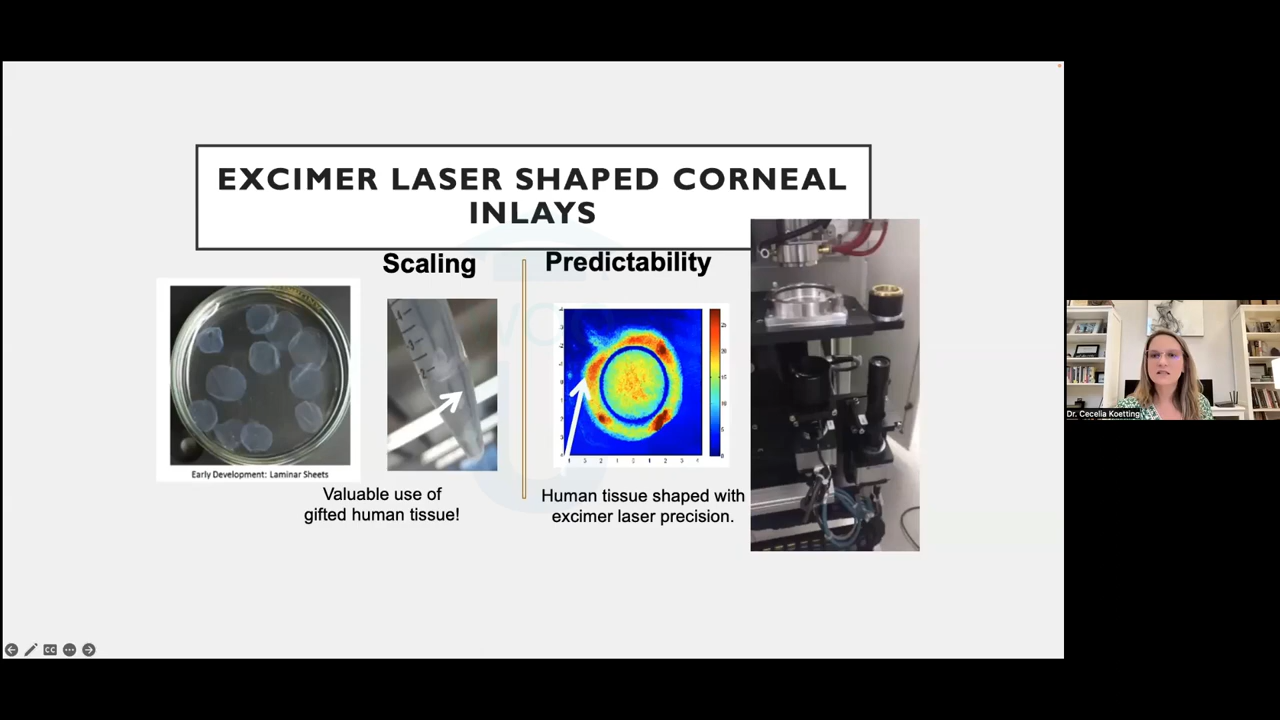 EXCIMER LASER SHAPED CORNEAL
INLAYS
Scaling
Predictability
Early Development: Laminar Sheets
Valuable use of
gifted human tissue!
Human tissue shaped with
excimer laser precision.
Dr. Cecelia Koetting